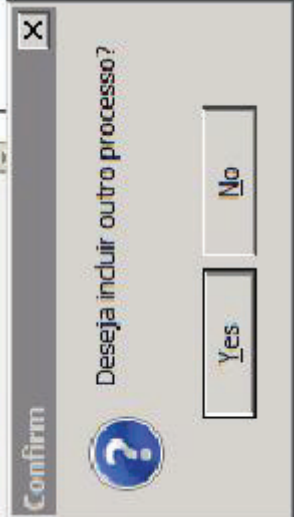 Confirm
Deseja incluir outro processo?
Yes
No